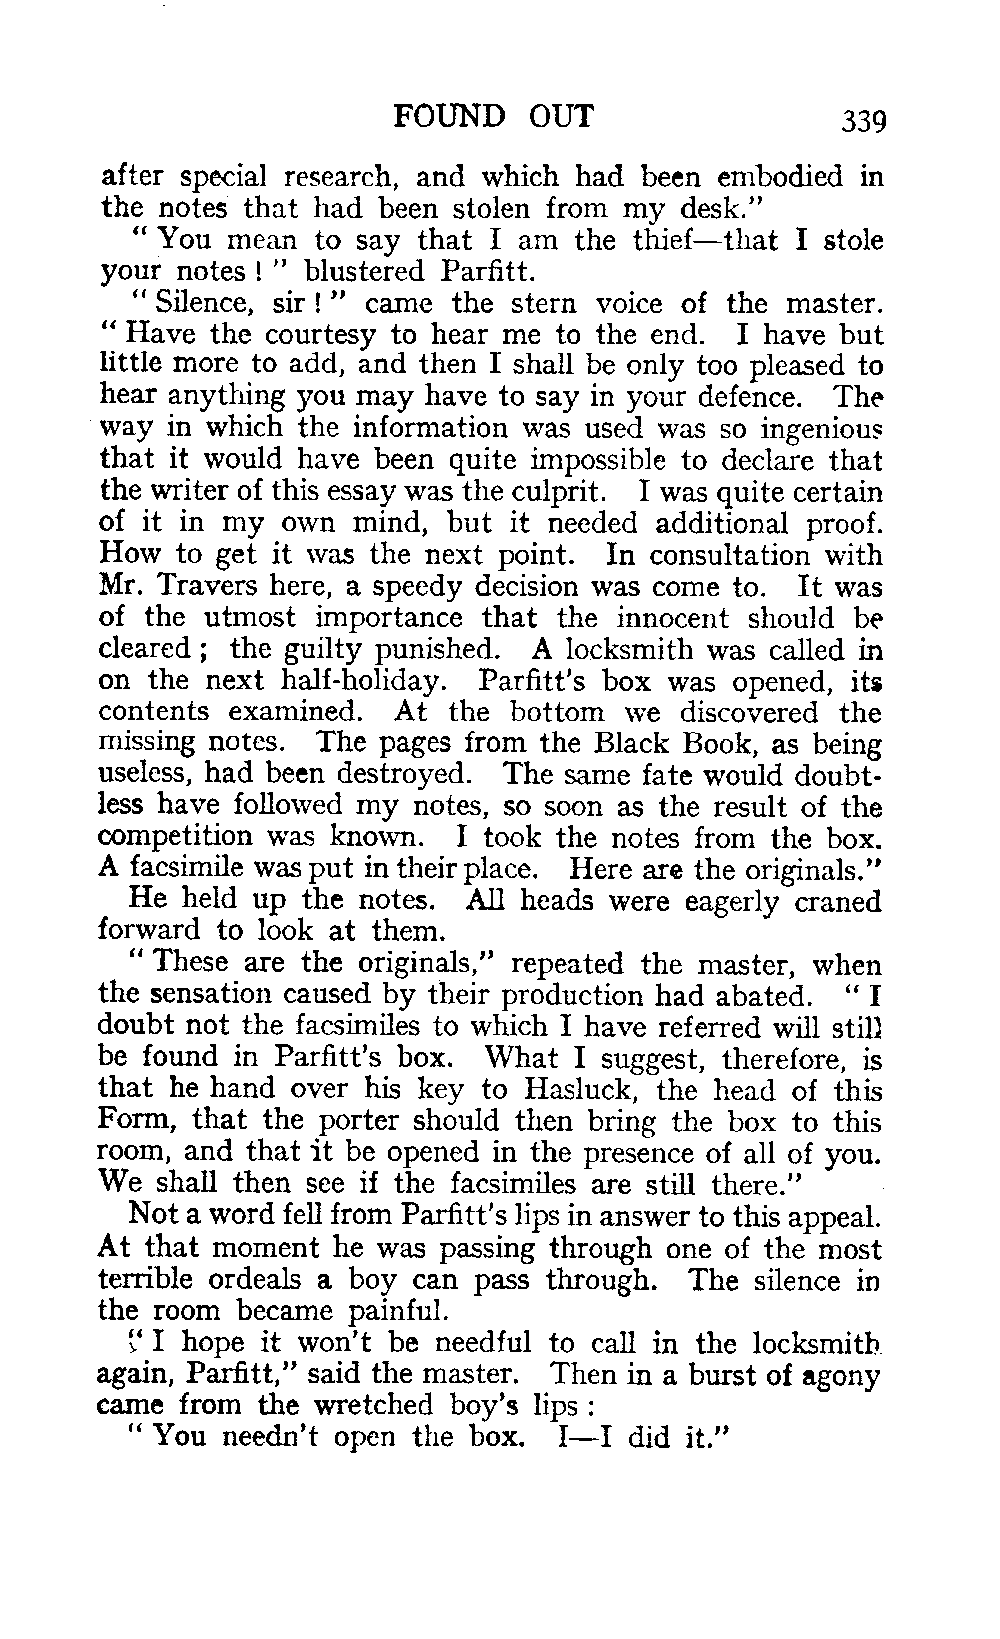 FOUND OUT 339
after special research, and which had been embodied in
the notes that had been stolen from my desk."
" You mean to say that I am the thief—that I stole
your notes ! " blustered Parfitt.
" Silence, sir ! " came the stern voice of the master.
" Have the courtesy to hear me to the end. I have but
little more to add, and then I shall be only too pleased to
hear anything you may have to say in your defence. The
way in which the information was used was so ingenious
that it would have been quite impossible to declare that
the writer of this essay was the culprit. I was quite certain
of it in my own mind, but it needed additional proof.
How to get it was the next point. In consultation with
Mr. Travers here, a speedy decision was come to. It was
of the utmost importance that the innocent should be
cleared ; the guilty punished. A locksmith was called in
on the next half-holiday. Parfitt's box was opened, its
contents examined. At the bottom we discovered the
missing notes. The pages from the Black Book, as being
useless, had been destroyed. The same fate would doubt-
less have followed my notes, so soon as the result of the
competition was known. I took the notes from the box.
A facsimile was put in their place. Here are the originals."
He held up the notes. All heads were eagerly craned
forward to look at them.
" These are the originals," repeated the master, when
the sensation caused by their production had abated. " I
doubt not the facsimiles to which I have referred will still
be found in Parfitt's box. What I suggest, therefore, is
that he hand over his key to Hasluck, the head of this
Form, that the porter should then bring the box to this
room, and that it be opened in the presence of all of you.
We shall then see if the facsimiles are still there."
Not a word fell from Parfitt's lips in answer to this appeal.
At that moment he was passing through one of the most
terrible ordeals a boy can pass through. The silence in
the room became painful.
" I hope it won't be needful to call in the locksmith
again, Parfitt," said the master. Then in a burst of agony
came from the wretched boy's lips :
" You needn't open the box. I—I did it."